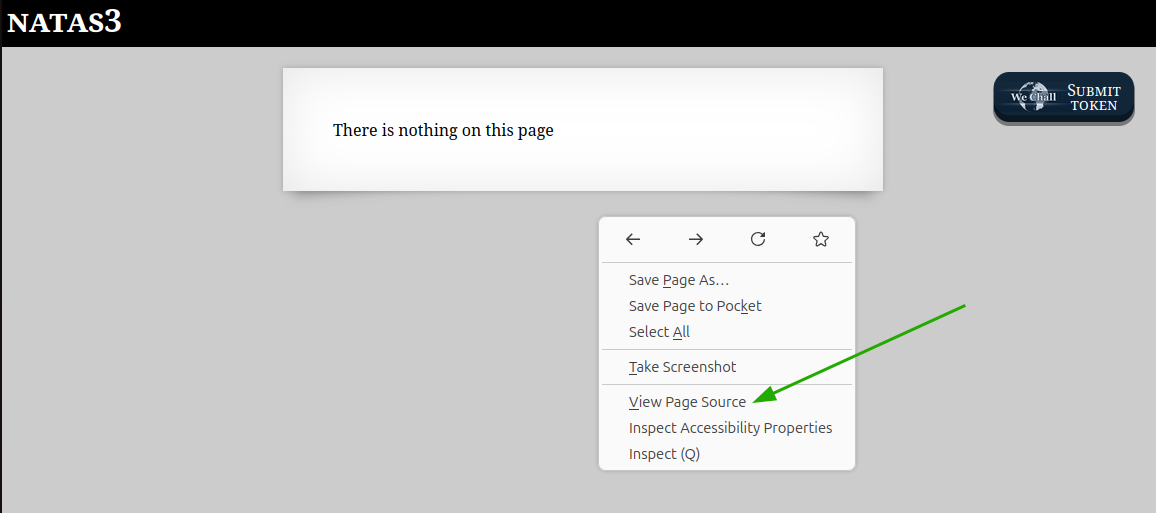 NATAS3
There is nothing on this page
We Chall
SUBMIT
TOKEN
Save Page As…
Save Page to Pocket
Select All
Take Screenshot
View Page Source
Inspect Accessibility Properties
Inspect (Q)